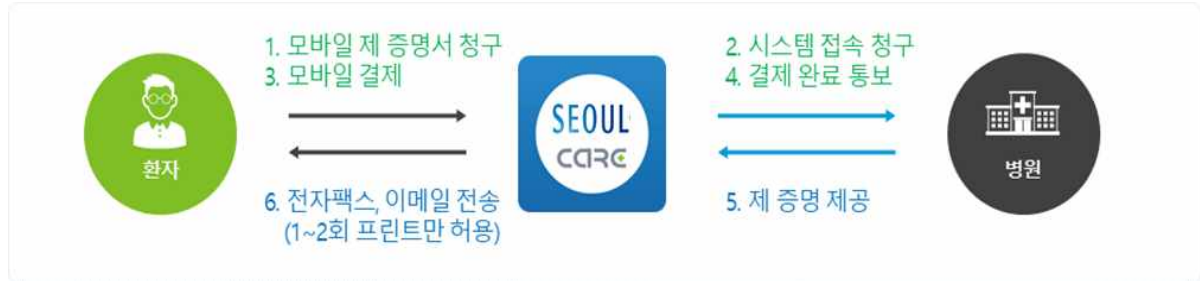 1. 모바일 제 증명서 청구
3. 모바일 결제
2. 시스템 접속 청구
4. 결제 완료 통보
환자
SEOUL
care
병원
6. 전자팩스, 이메일 전송
(1~2회 프린트만 허용)
5. 제 증명 제공